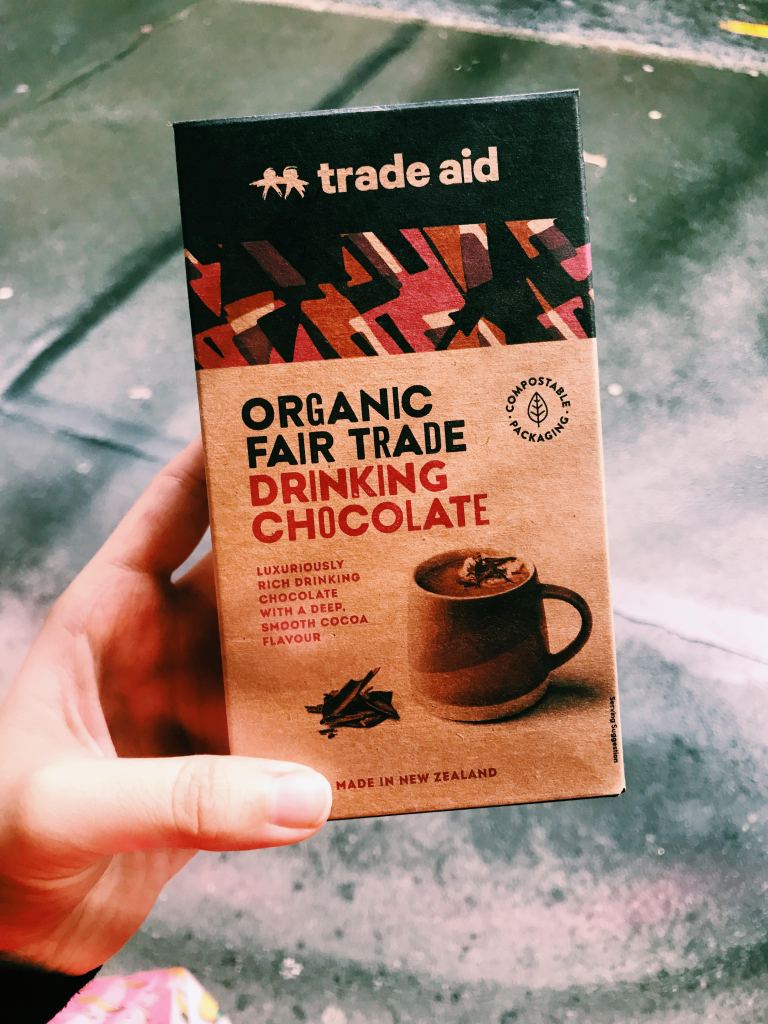 trade aid
ORGANIC
FAIR TRADE
DRINKING
CHOCOLATE
COMPOSTABLE
PACKAGING
LUXURIOUSLY
RICH DRINKING
CHOCOLATE
WITH A DEEP,
SMOOTH COCOA
FLAVOUR
Serving Suggestion
MADE IN NEW ZEALAND